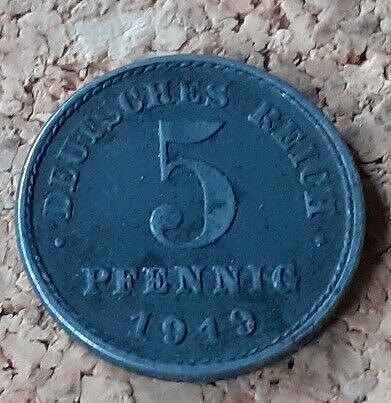 · DEUTSCHES REICH ·
5
PFENNIG
1919